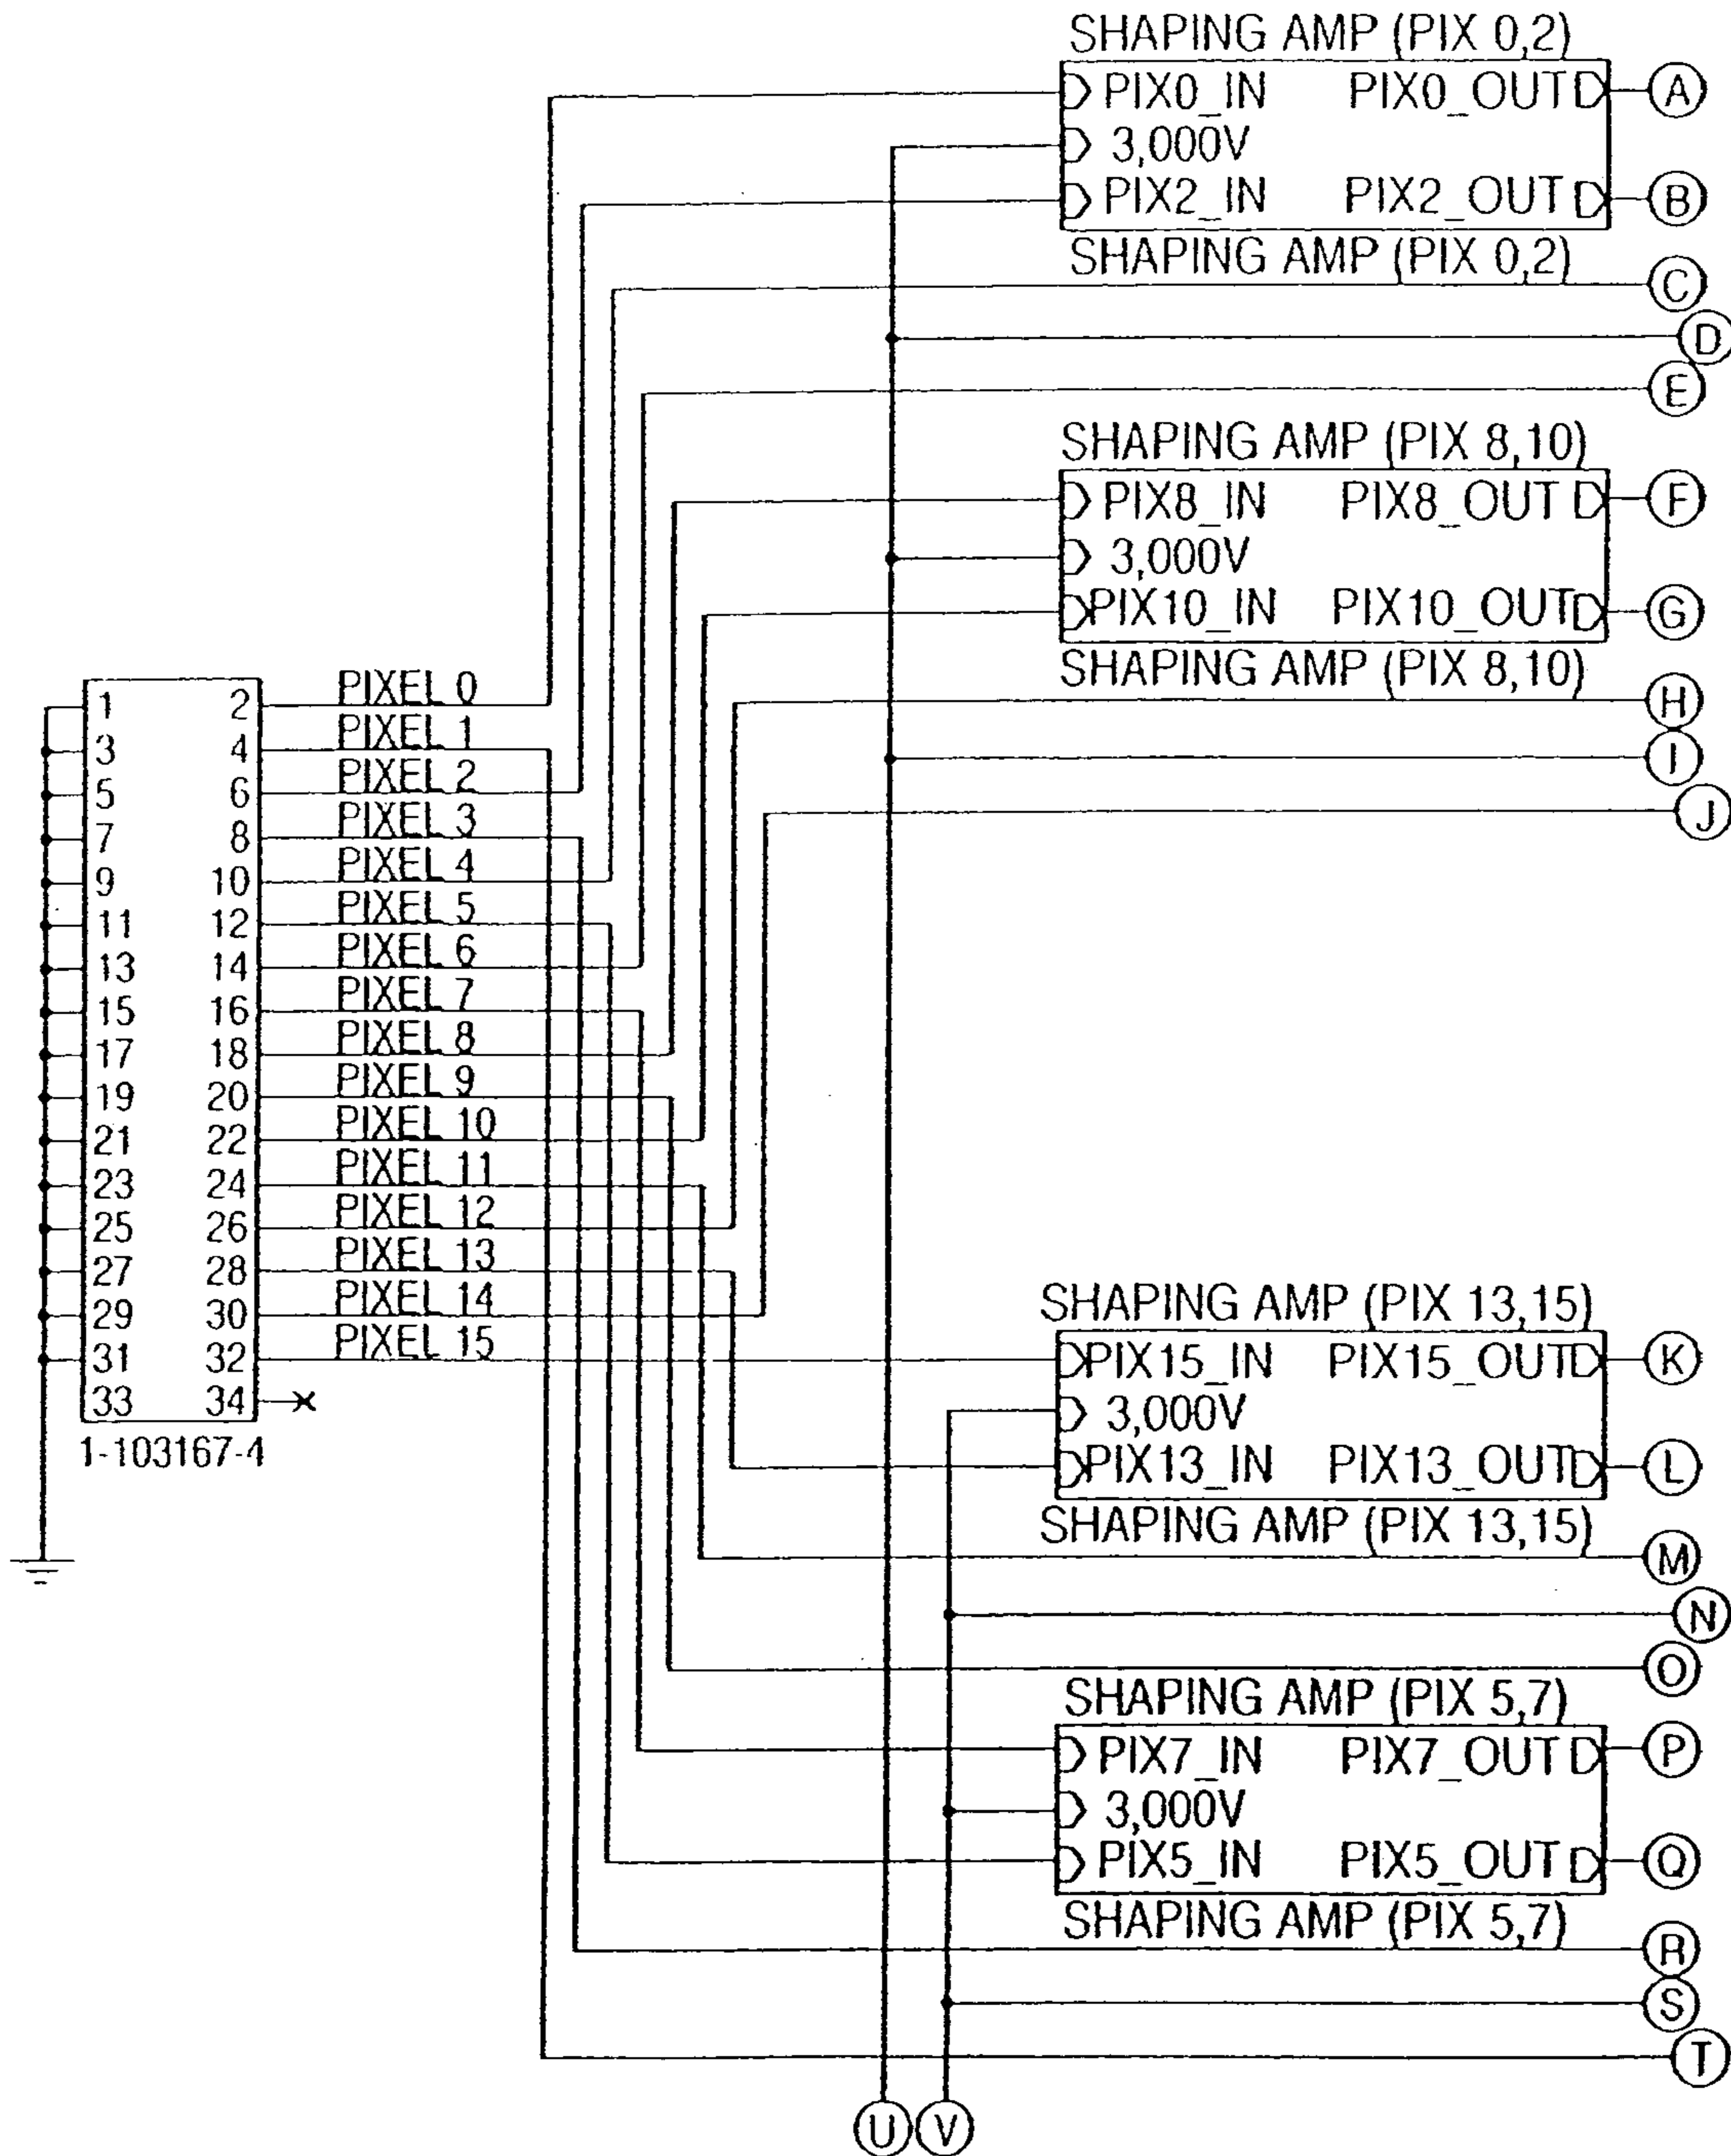 SHAPING AMP (PIX 0,2)
PIX0_IN PIX0_OUT A
3,000V
PIX2_IN PIX2_OUT B
SHAPING AMP (PIX 0,2)
C
D
E
SHAPING AMP (PIX 8,10)
PIX8_IN PIX8_OUT F
3,000V
PIX10_IN PIX10_OUT G
SHAPING AMP (PIX 8,10)
H
I
J
1 2 PIXEL 0
3 4 PIXEL 1
5 6 PIXEL 2
7 8 PIXEL 3
9 10 PIXEL 4
11 12 PIXEL 5
13 14 PIXEL 6
15 16 PIXEL 7
17 18 PIXEL 8
19 20 PIXEL 9
21 22 PIXEL 10
23 24 PIXEL 11
25 26 PIXEL 12
27 28 PIXEL 13
29 30 PIXEL 14
31 32 PIXEL 15
33 34
1-103167-4
SHAPING AMP (PIX 13,15)
PIX15_IN PIX15_OUT K
3,000V
PIX13_IN PIX13_OUT L
SHAPING AMP (PIX 13,15)
M
N
O
SHAPING AMP (PIX 5,7)
PIX7_IN PIX7_OUT P
3,000V
PIX5_IN PIX5_OUT Q
SHAPING AMP (PIX 5,7)
R
S
T
U V